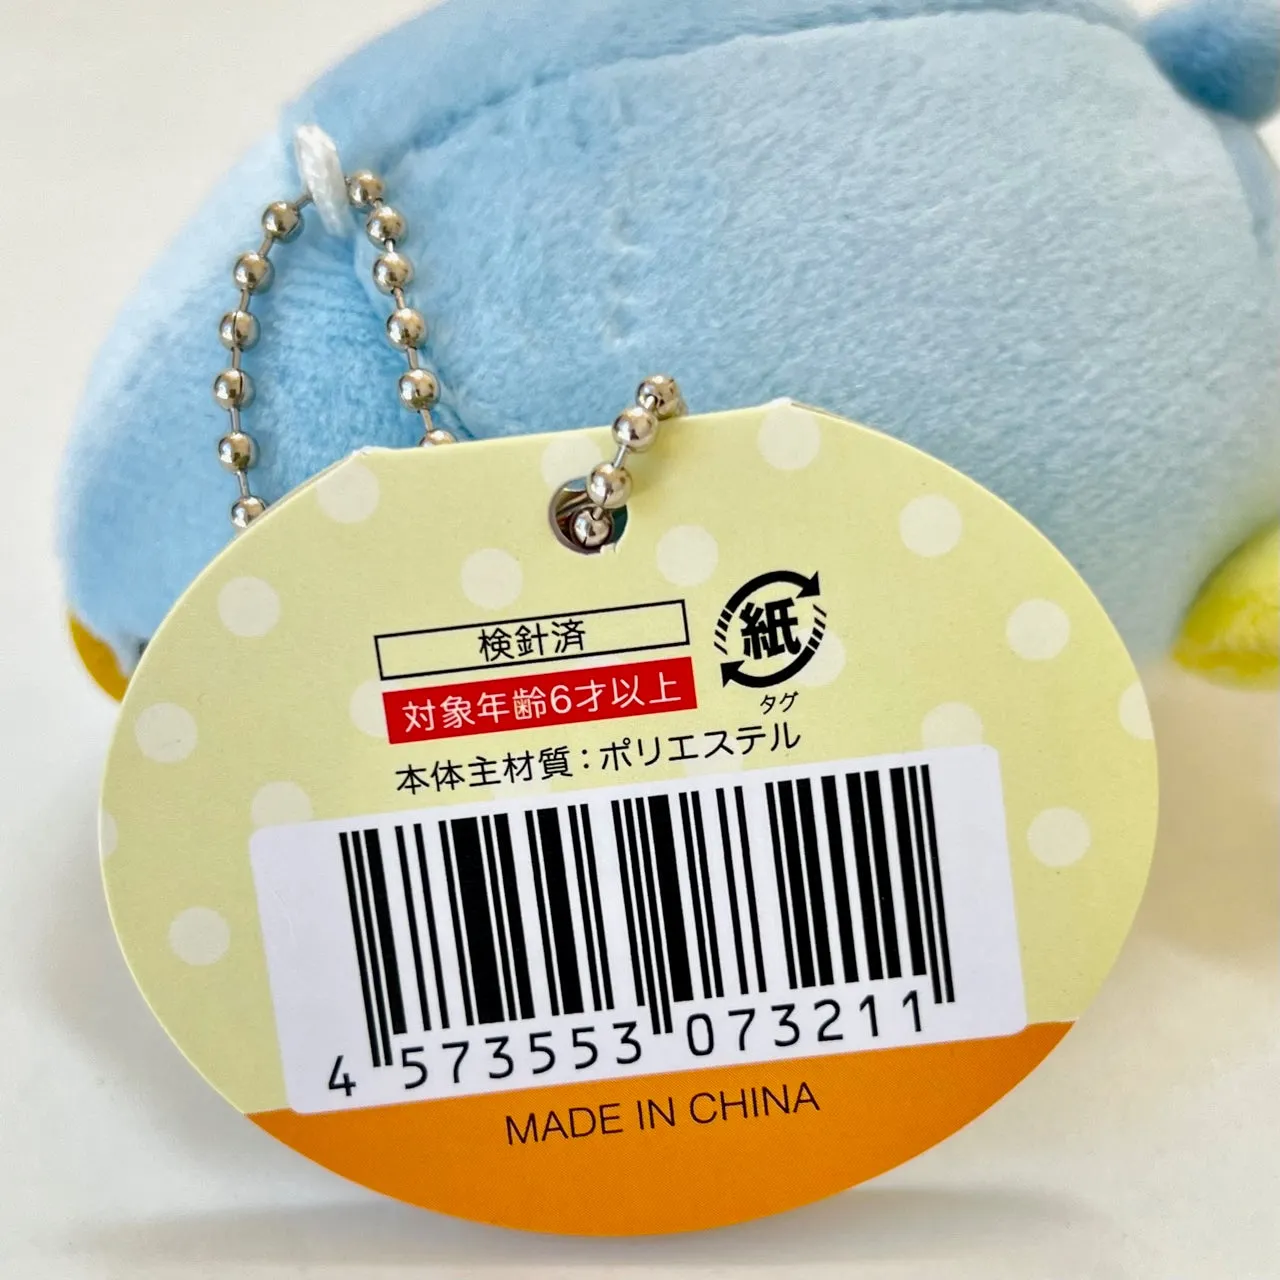 検針済
紙
対象年齢6才以上
タグ
本体主材質:ポリエステル
4 573553 073211
MADE IN CHINA